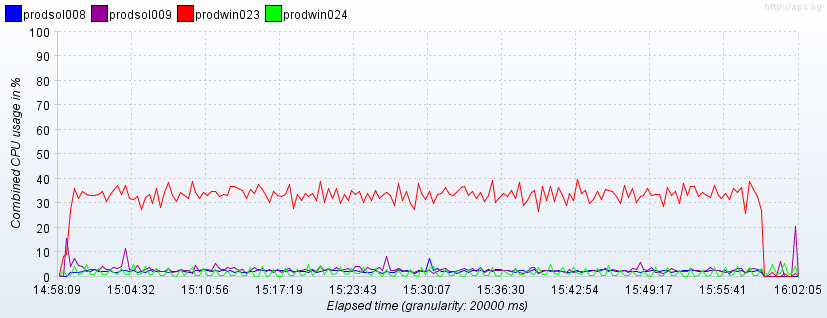 http://apc.kg
prodsol008 prodsol009 prodwin023 prodwin024
Combined CPU usage in %
100
90
80
70
60
50
40
30
20
10
0
14:58:09 15:04:32 15:10:56 15:17:19 15:23:43 15:30:07 15:36:30 15:42:54 15:49:17 15:55:41 16:02:05
Elapsed time (granularity: 20000 ms)